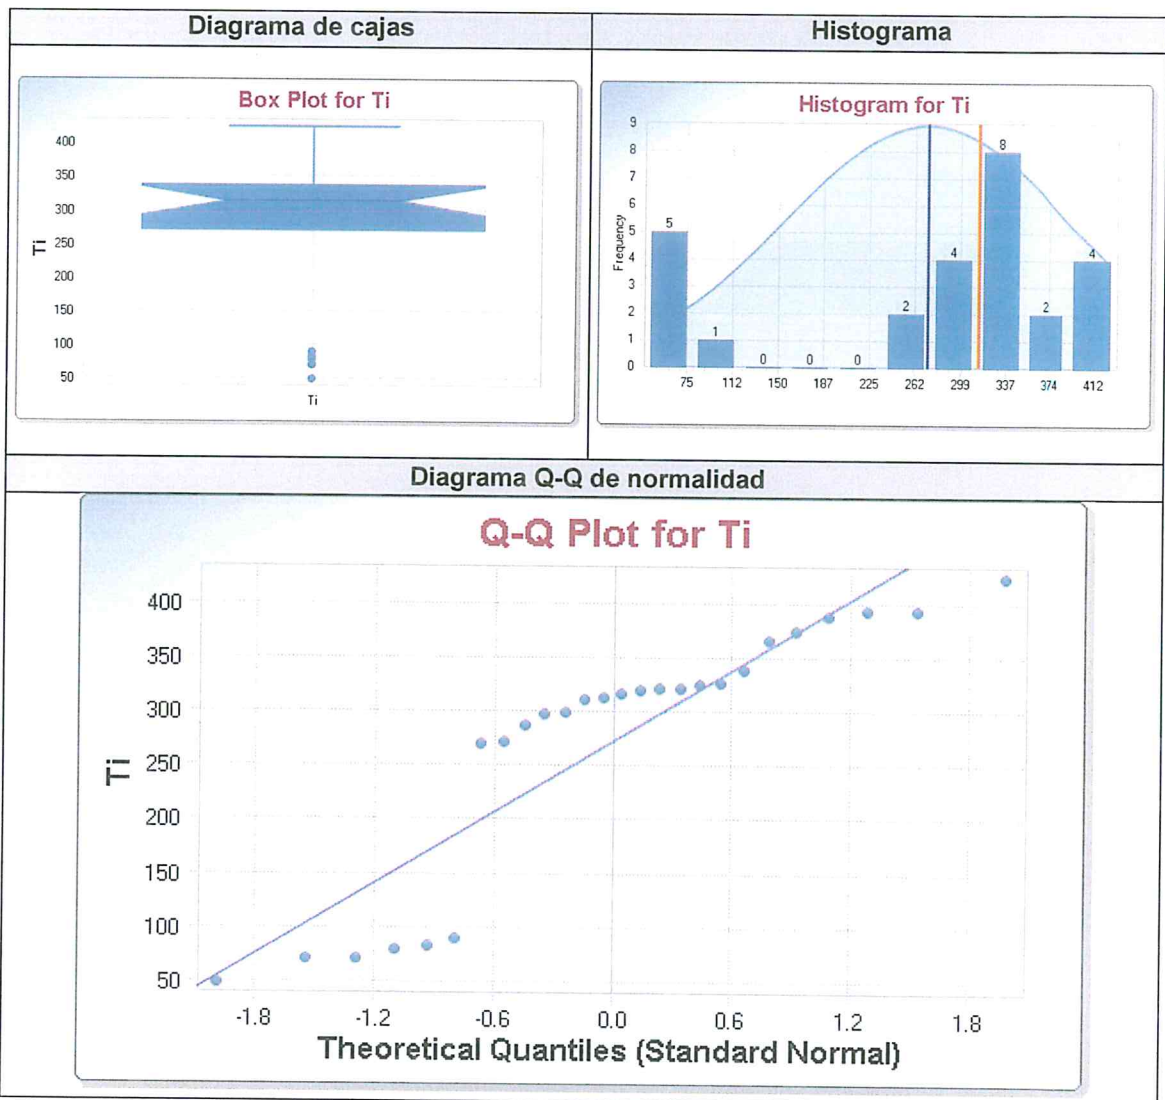 Diagrama de cajas
Histograma
Box Plot for Ti
400
350
300
250
200
150
100
50
Ti
Ti
Histogram for Ti
9
8
7
6
5
4
3
2
1
0
Frequency
5
1
0
0
0
2
4
8
2
4
75 112 150 187 225 262 299 337 374 412
Diagrama Q-Q de normalidad
Q-Q Plot for Ti
400
350
300
250
200
150
100
50
Ti
-1.8 -1.2 -0.6 0.0 0.6 1.2 1.8
Theoretical Quantiles (Standard Normal)